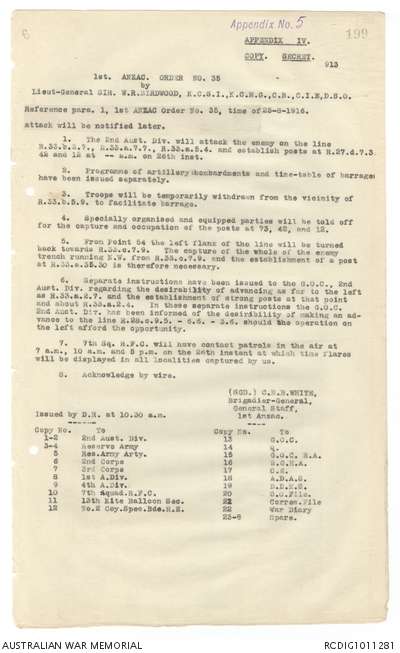 Appendix No. 5
6
199
APPENDIX IV.
COPY. SECRET.
913
1st. ANZAC. ORDER NO. 35
by
Lieut-General SIR. W.R.BIRDWOOD, K.C.S.I.,K.C.M.G.,C.B.,C.I.E,D.S.O.
Reference para. 1, 1st ANZAC Order No. 35, time of 25-8-1916.
attack will be notified later.
1. The 2nd Aust. Div. will attack the enemy on the line
R.33.b.2.7., R.33.a.7.7., R.33.a.5.4. and establish posts at R.27.d.7.3
42 and 12 at -- a.m. on 26th inst.
2. Programme of artillery bombardments and time-table of barrages
have been issued separately.
3. Troops will be temporarily withdrawn from the vicinity of
R.33.b.5.9. to facilitate barrage.
4. Specially organised and equipped parties will be told off
for the capture and occupation of the posts at 73, 42, and 12.
5. From Point 54 the left flank of the line will be turned
back towards R.33.c.7.9. The capture of the whole of the enemy
trench running N.W. from R.33.c.7.9. and the establishment of a post
at R.33.a.35.30 is therefore necessary.
6. Separate instructions have been issued to the G.O.C., 2nd
Aust. Div. regarding the desirability of advancing as far to the left
as R.33.a.2.7. and the establishment of strong posts at that point
and about R.33.a.2.4. In these separate instructions the G.O.C.
2nd Aust. Div. has been informed of the desiribility of making an ad-
vance to the line R.28.c.9.5. - 6.6. - 3.6. should the operation on
the left afford the opportunity.
7. 7th Sq. R.F.C. will have contact patrols in the air at
7 a.m., 10 a.m. and 5 p.m. on the 26th instant at which time flares
will be displayed in all localities captured by us.
8. Acknowledge by wire.
(SGD.) C.B.B.WHITE,
Brigadier-General,
General Staff,
1st Anzac.
Issued by D.R. at 10.30 a.m.
Copy No. To
1-2 2nd Aust. Div.
3-4 Reserve Army
5 Res.Army Arty.
6 2nd Corps
7 3rd Corps
8 1st A.Div.
9 4th A.Div.
10 7th Squad.R.F.C.
11 13th Kite Balloon Sec.
12 No.2 Coy.Spec.Bde.R.E.
Copy No. To
13 G.O.C.
14 Q.
15 G.O.C. R.A.
16 B.C.H.A.
17 C.E.
18 A.D.A.S.
19 D.D.M.S.
20 S.O.File.
21 Corres.File
22 War Diary
23-8 Spare.
AUSTRALIAN WAR MEMORIAL
RCDIG1011281